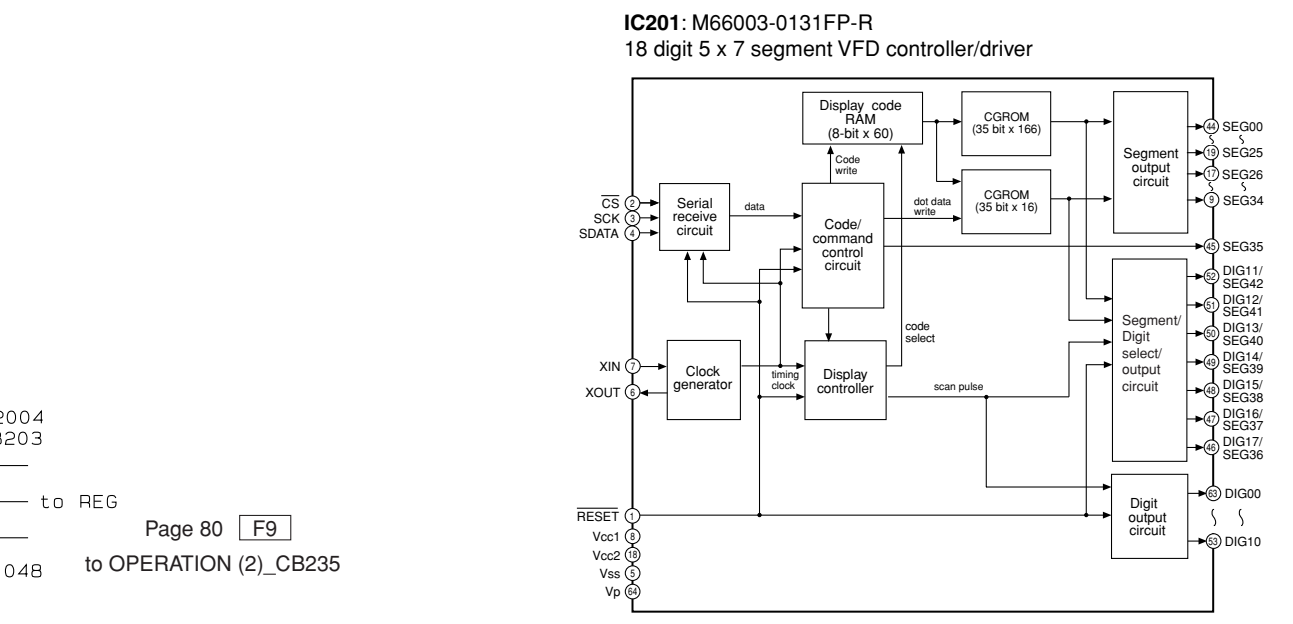 IC201: M66003-0131FP-R
18 digit 5 x 7 segment VFD controller/driver
Display code
RAM
(8-bit x 60)
CGROM
(35 bit x 166)
CGROM
(35 bit x 16)
Segment
output
circuit
44 SEG00
19 SEG25
17 SEG26
9 SEG34
Code
write
CS 2
SCK 3
SDATA 4
Serial
receive
circuit
data
Code/
command
control
circuit
dot data
write
45 SEG35
52 DIG11/
SEG42
51 DIG12/
SEG41
50 DIG13/
SEG40
49 DIG14/
SEG39
48 DIG15/
SEG38
47 DIG16/
SEG37
46 DIG17/
SEG36
Segment/
Digit
select/
output
circuit
code
select
XIN 7
XOUT 6
Clock
generator
timing
clock
Display
controller
scan pulse
2004
203
to REG
Page 80 F9
to OPERATION (2)_CB235
048
RESET 1
Vcc1 8
Vcc2 18
Vss 5
Vp 64
Digit
output
circuit
63 DIG00
53 DIG10